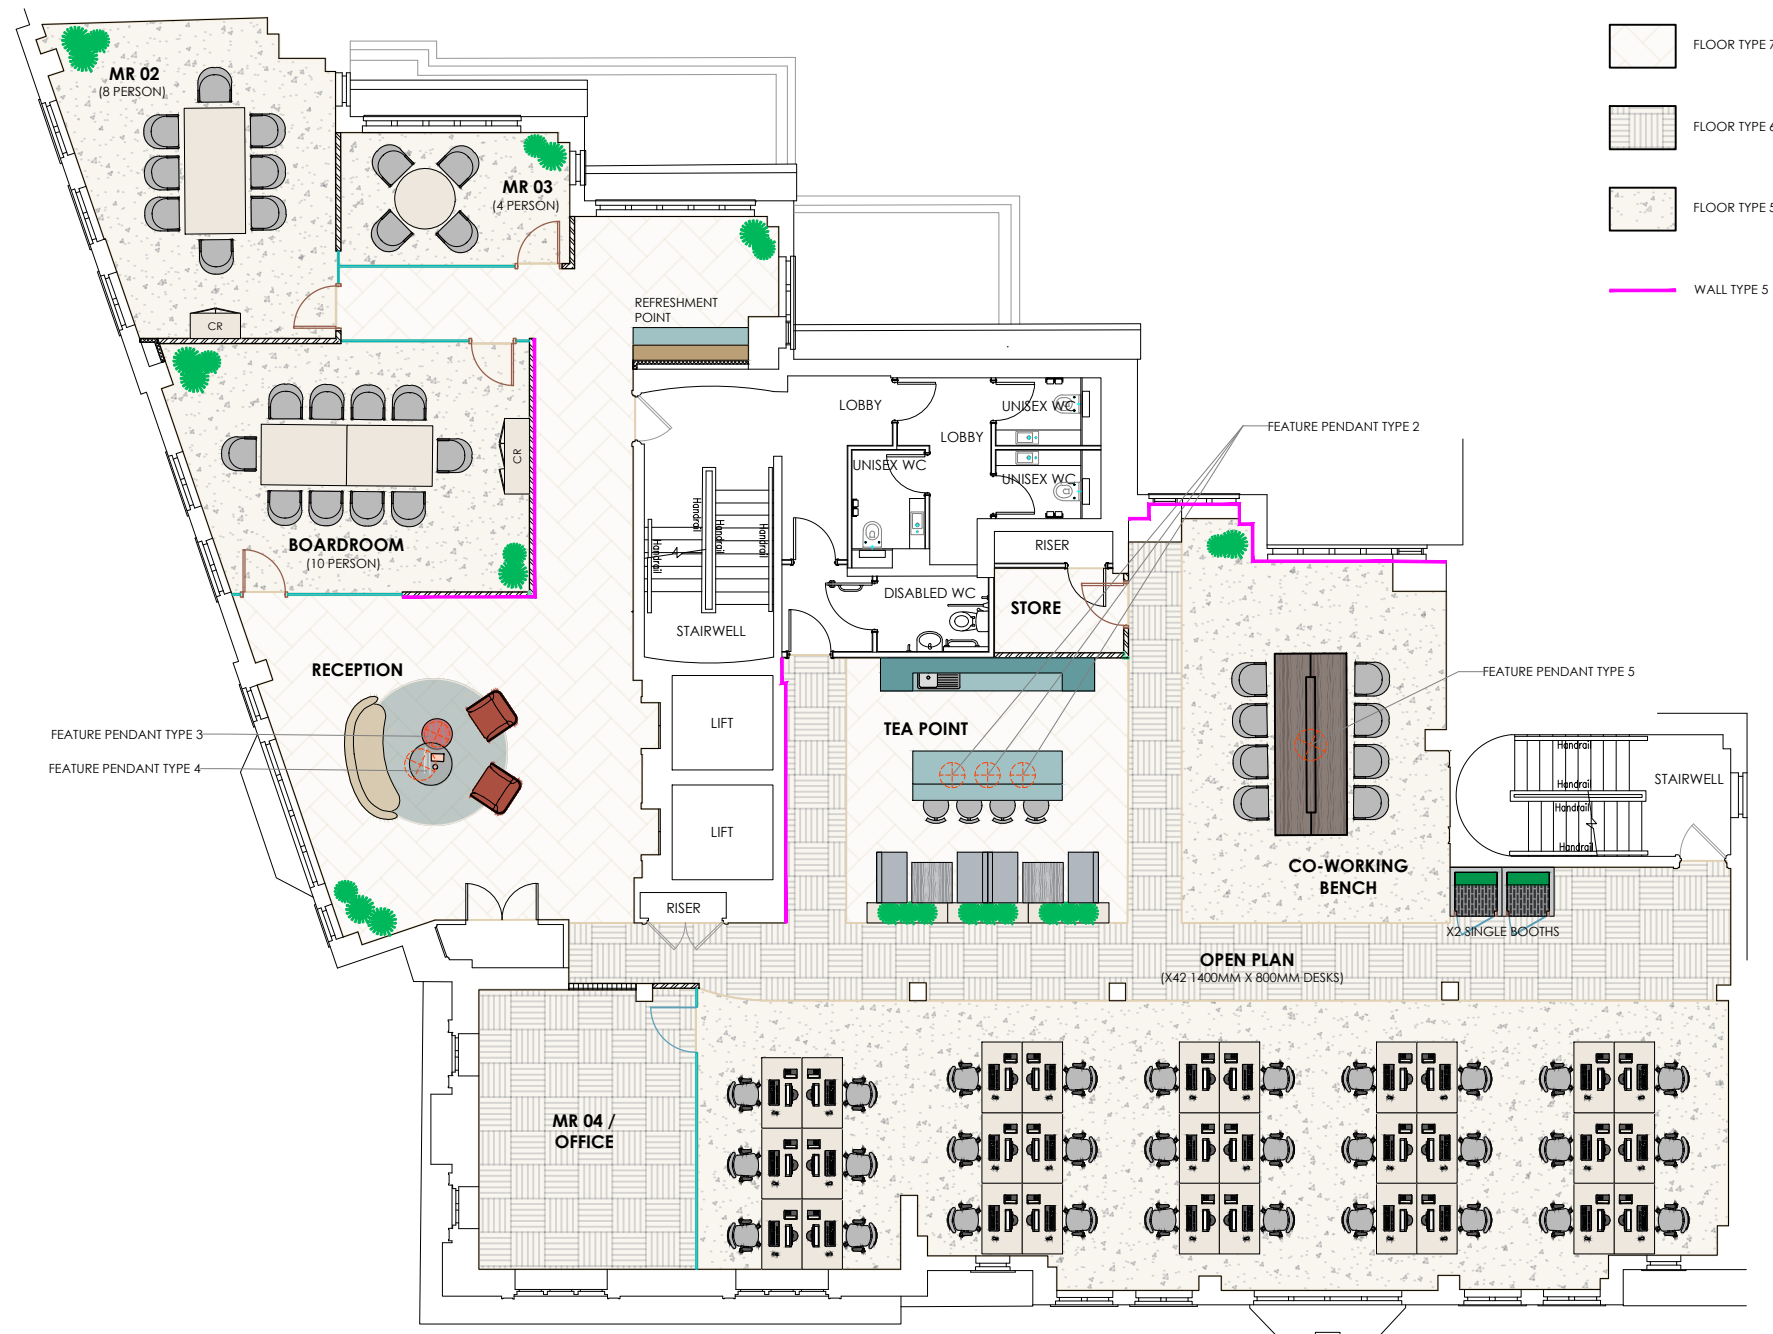 FLOOR TYPE 7
FLOOR TYPE 6
FLOOR TYPE 5
WALL TYPE 5
MR 02
(8 PERSON)
MR 03
(4 PERSON)
CR
REFRESHMENT
POINT
LOBBY
UNISEX WC
LOBBY
UNISEX WC
UNISEX WC
FEATURE PENDANT TYPE 2
CR
BOARDROOM
(10 PERSON)
Handrail
Handrail
Handrail
Handrail
RISER
DISABLED WC
STORE
STAIRWELL
RECEPTION
FEATURE PENDANT TYPE 5
LIFT
TEA POINT
FEATURE PENDANT TYPE 3
FEATURE PENDANT TYPE 4
Handrail
Handrail
Handrail
Handrail
STAIRWELL
LIFT
CO-WORKING
BENCH
RISER
X2 SINGLE BOOTHS
OPEN PLAN
(X42 1400MM X 800MM DESKS)
MR 04 /
OFFICE